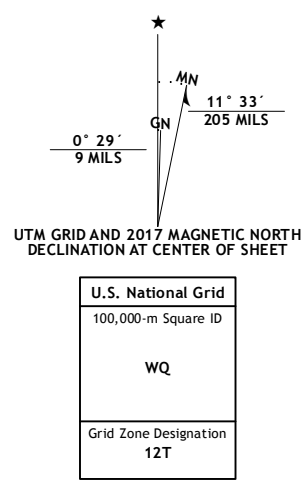 ★
MN
11° 33´
205 MILS
GN
0° 29´
9 MILS
UTM GRID AND 2017 MAGNETIC NORTH
DECLINATION AT CENTER OF SHEET
U.S. National Grid
100,000-m Square ID
WQ
Grid Zone Designation
12T